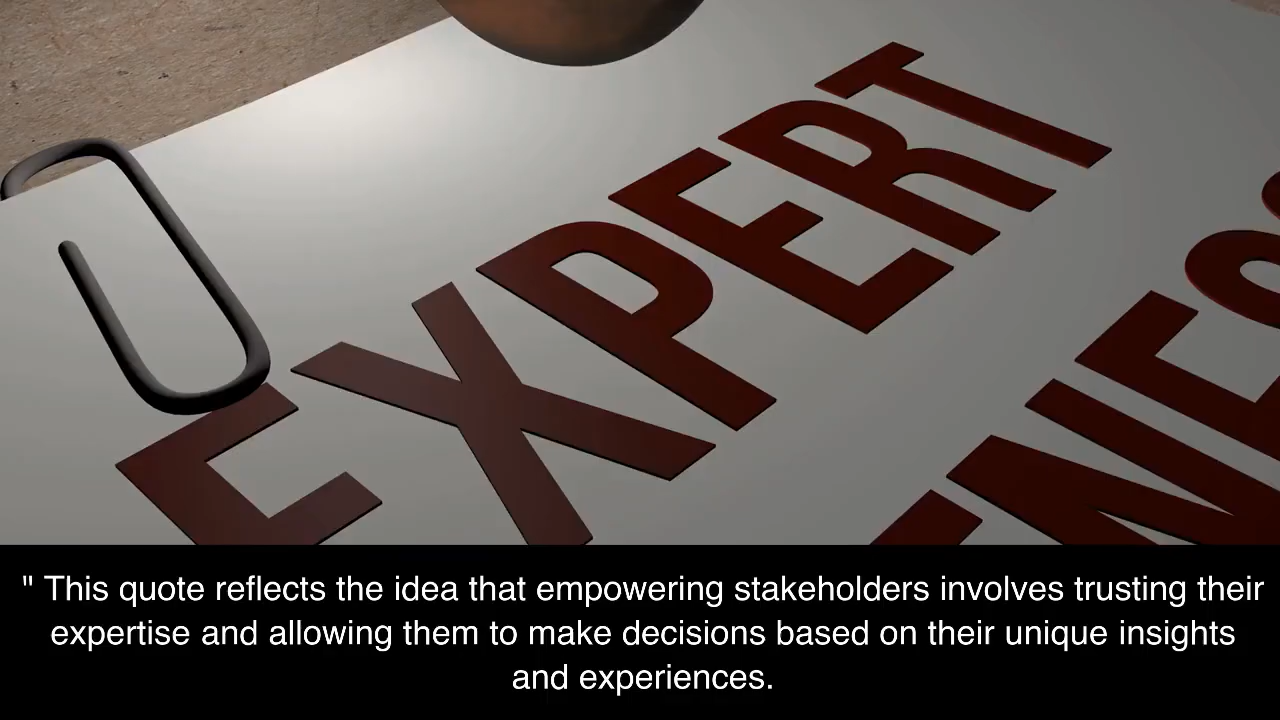 EXPERT
" This quote reflects the idea that empowering stakeholders involves trusting their
expertise and allowing them to make decisions based on their unique insights
and experiences.